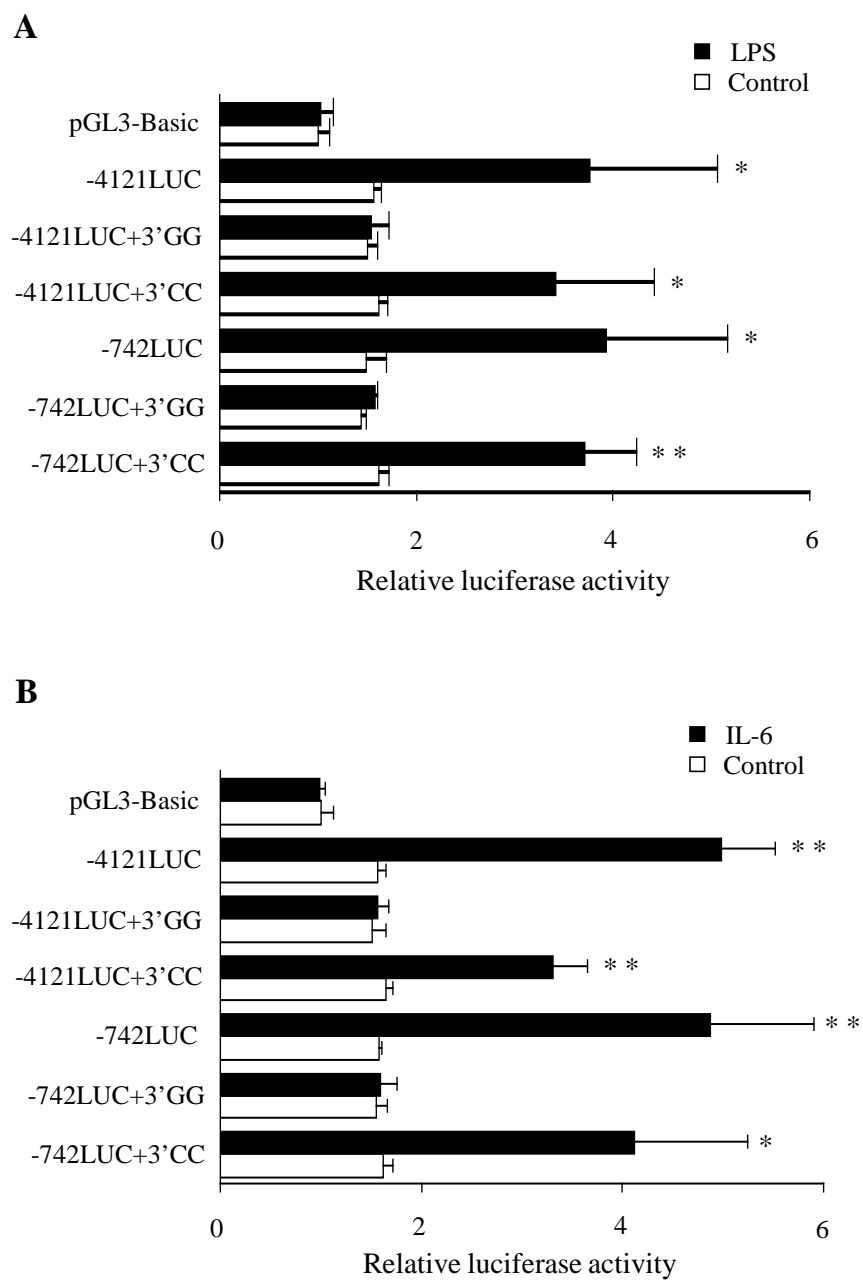 A
LPS
Control
pGL3-Basic
-4121LUC
*
-4121LUC+3’GG
-4121LUC+3’CC
*
-742LUC
*
-742LUC+3’GG
-742LUC+3’CC
* *
0 2 4 6
Relative luciferase activity
B
IL-6
Control
pGL3-Basic
-4121LUC
* *
-4121LUC+3’GG
-4121LUC+3’CC
* *
-742LUC
* *
-742LUC+3’GG
-742LUC+3’CC
*
0 2 4 6
Relative luciferase activity